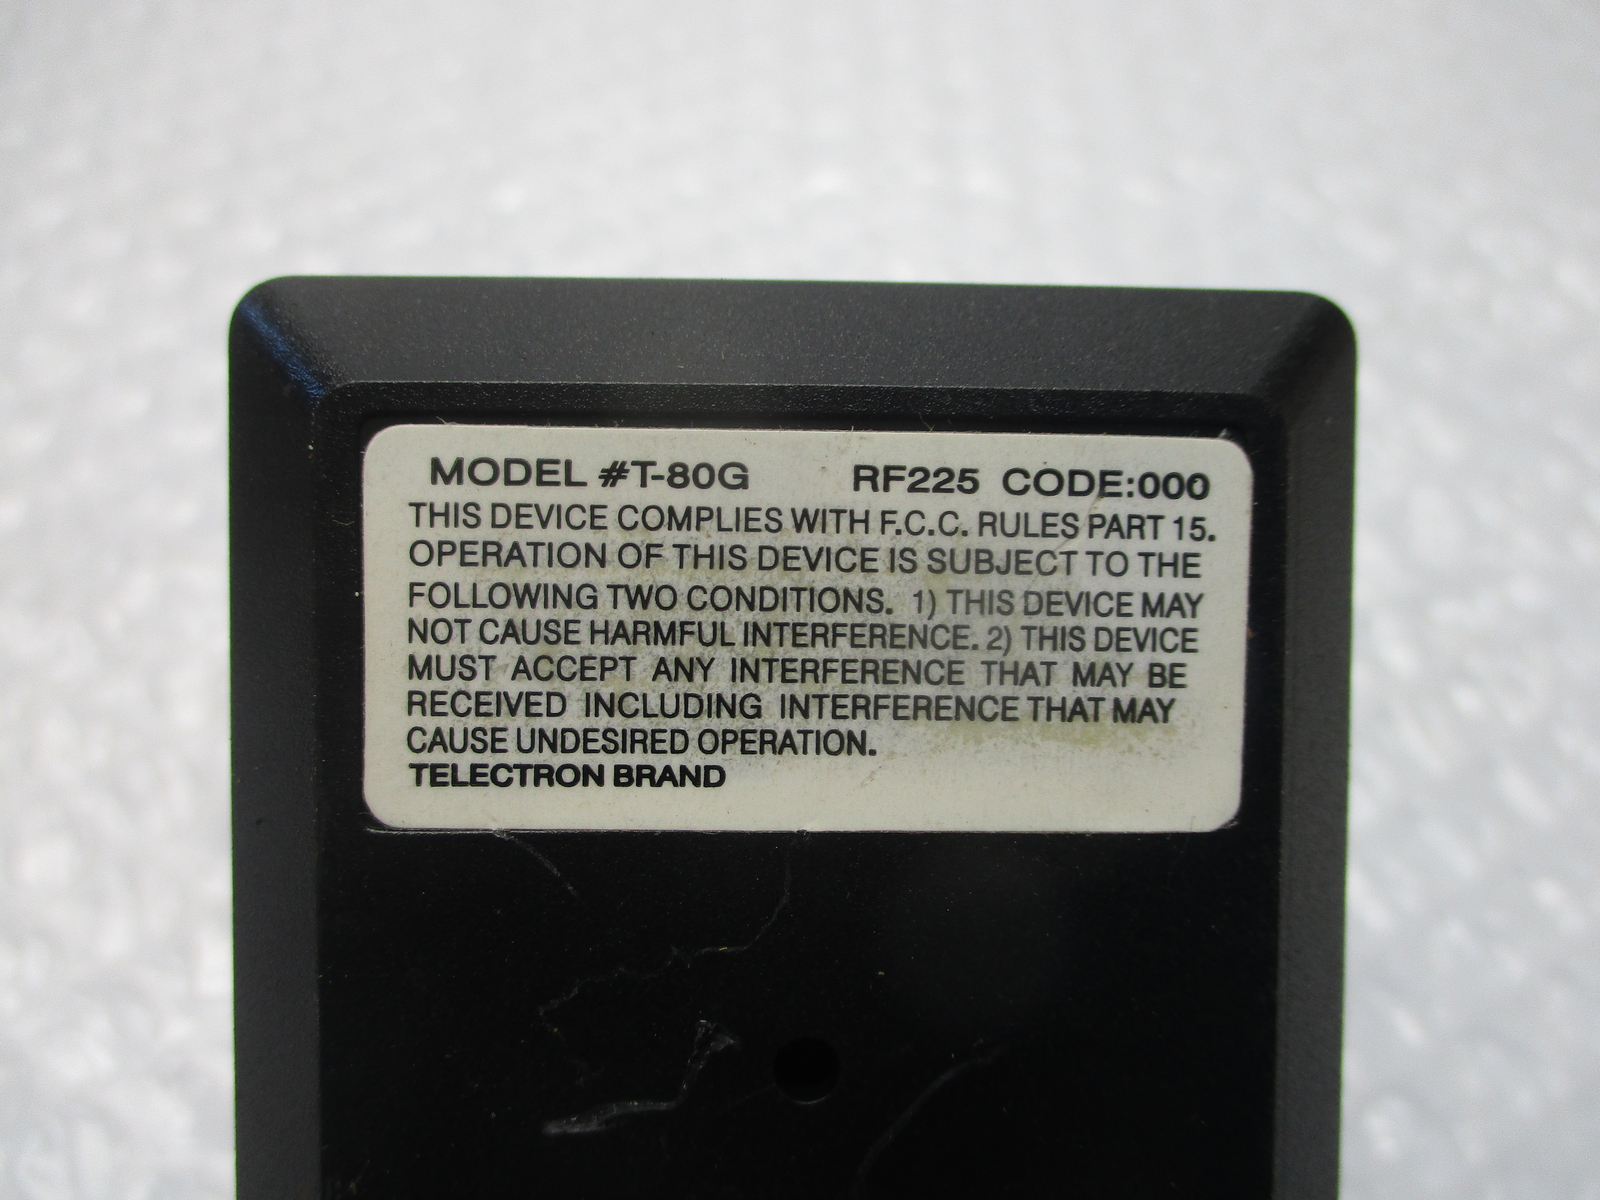 MODEL #T-80G RF225 CODE:000
THIS DEVICE COMPLIES WITH F.C.C. RULES PART 15.
OPERATION OF THIS DEVICE IS SUBJECT TO THE
FOLLOWING TWO CONDITIONS. 1) THIS DEVICE MAY
NOT CAUSE HARMFUL INTERFERENCE. 2) THIS DEVICE
MUST ACCEPT ANY INTERFERENCE THAT MAY BE
RECEIVED INCLUDING INTERFERENCE THAT MAY
CAUSE UNDESIRED OPERATION.
TELECTRON BRAND